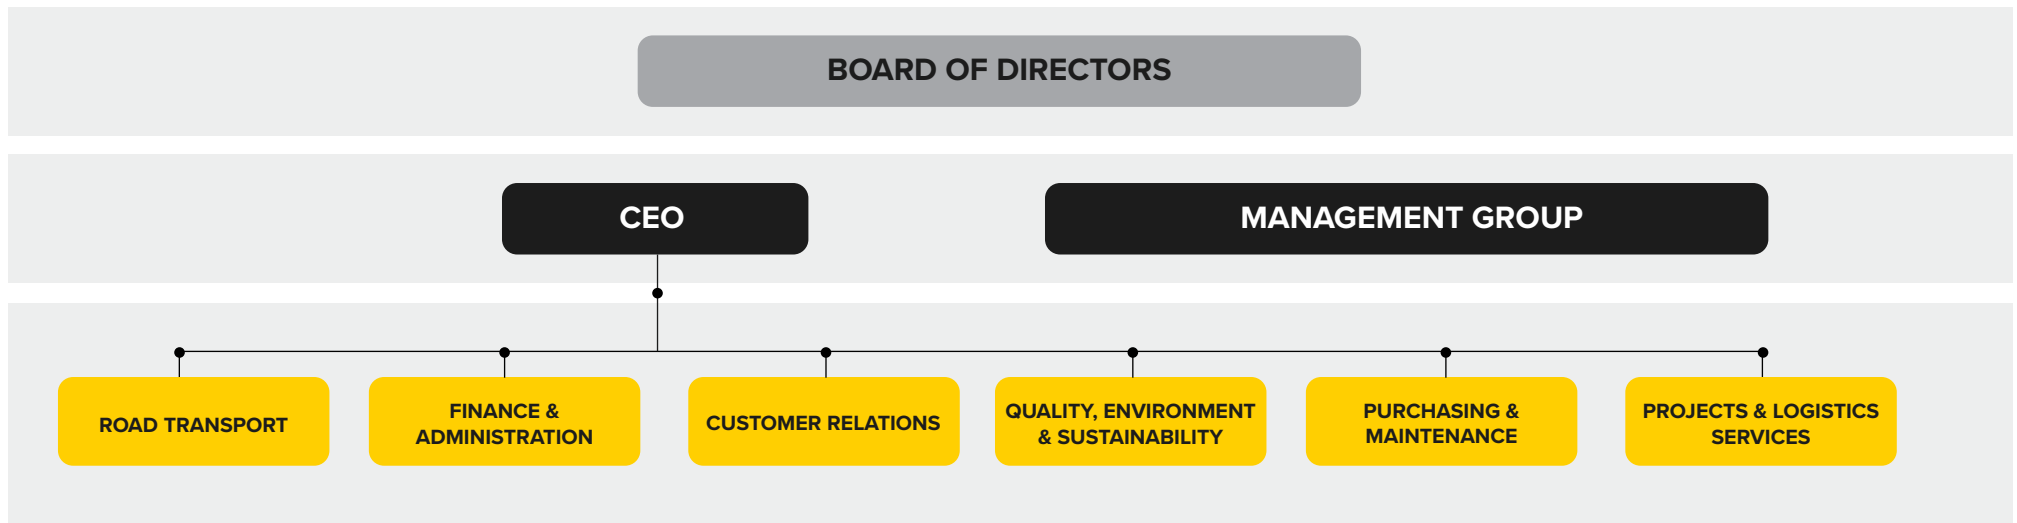 BOARD OF DIRECTORS
CEO
MANAGEMENT GROUP
ROAD TRANSPORT
FINANCE &
ADMINISTRATION
CUSTOMER RELATIONS
QUALITY, ENVIRONMENT
& SUSTAINABILITY
PURCHASING &
MAINTENANCE
PROJECTS & LOGISTICS
SERVICES